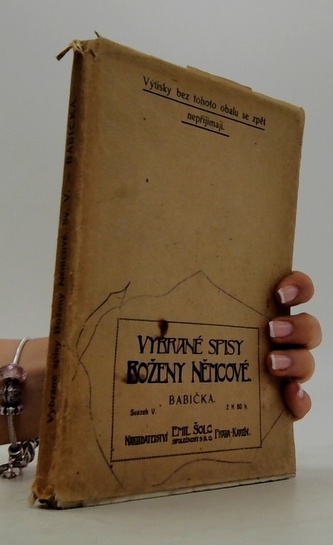 Výtisky bez tohoto obalu se zpět
nepřijímají.
VYBRANÉ SPISY
BOŽENY NĚMCOVÉ.
BABIČKA.
Svazek V.
2 K 80 h.
NAKLADATELSTVÍ EMIL ŠOLC PRAHA-KARLÍN.
SPOLEČNOST S R. O.
Vybrané spisy Boženy Němcové. Sv. V. BABIČKA